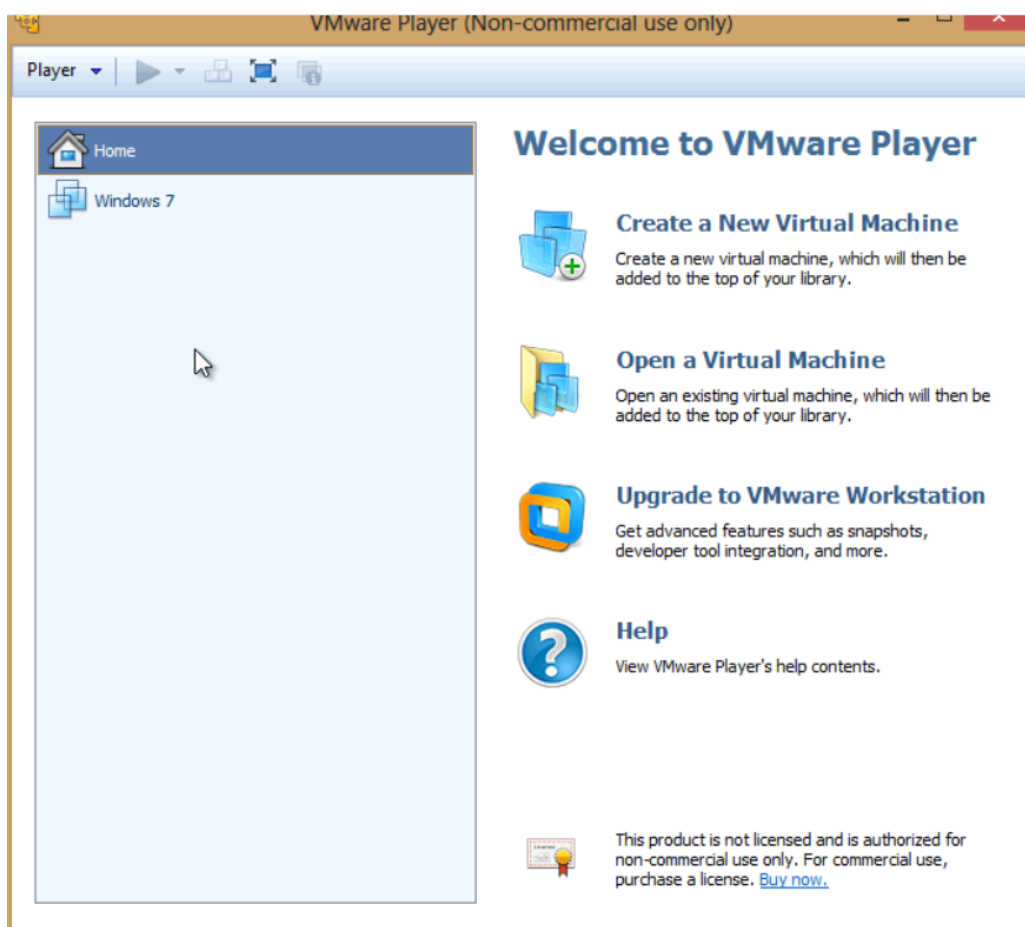 VMware Player (Non-commercial use only)
Player
Home
Windows 7
Welcome to VMware Player
Create a New Virtual Machine
Create a new virtual machine, which will then be
added to the top of your library.
Open a Virtual Machine
Open an existing virtual machine, which will then be
added to the top of your library.
Upgrade to VMware Workstation
Get advanced features such as snapshots,
developer tool integration, and more.
Help
View VMware Player's help contents.
This product is not licensed and is authorized for
non-commercial use only. For commercial use,
purchase a license. Buy now.